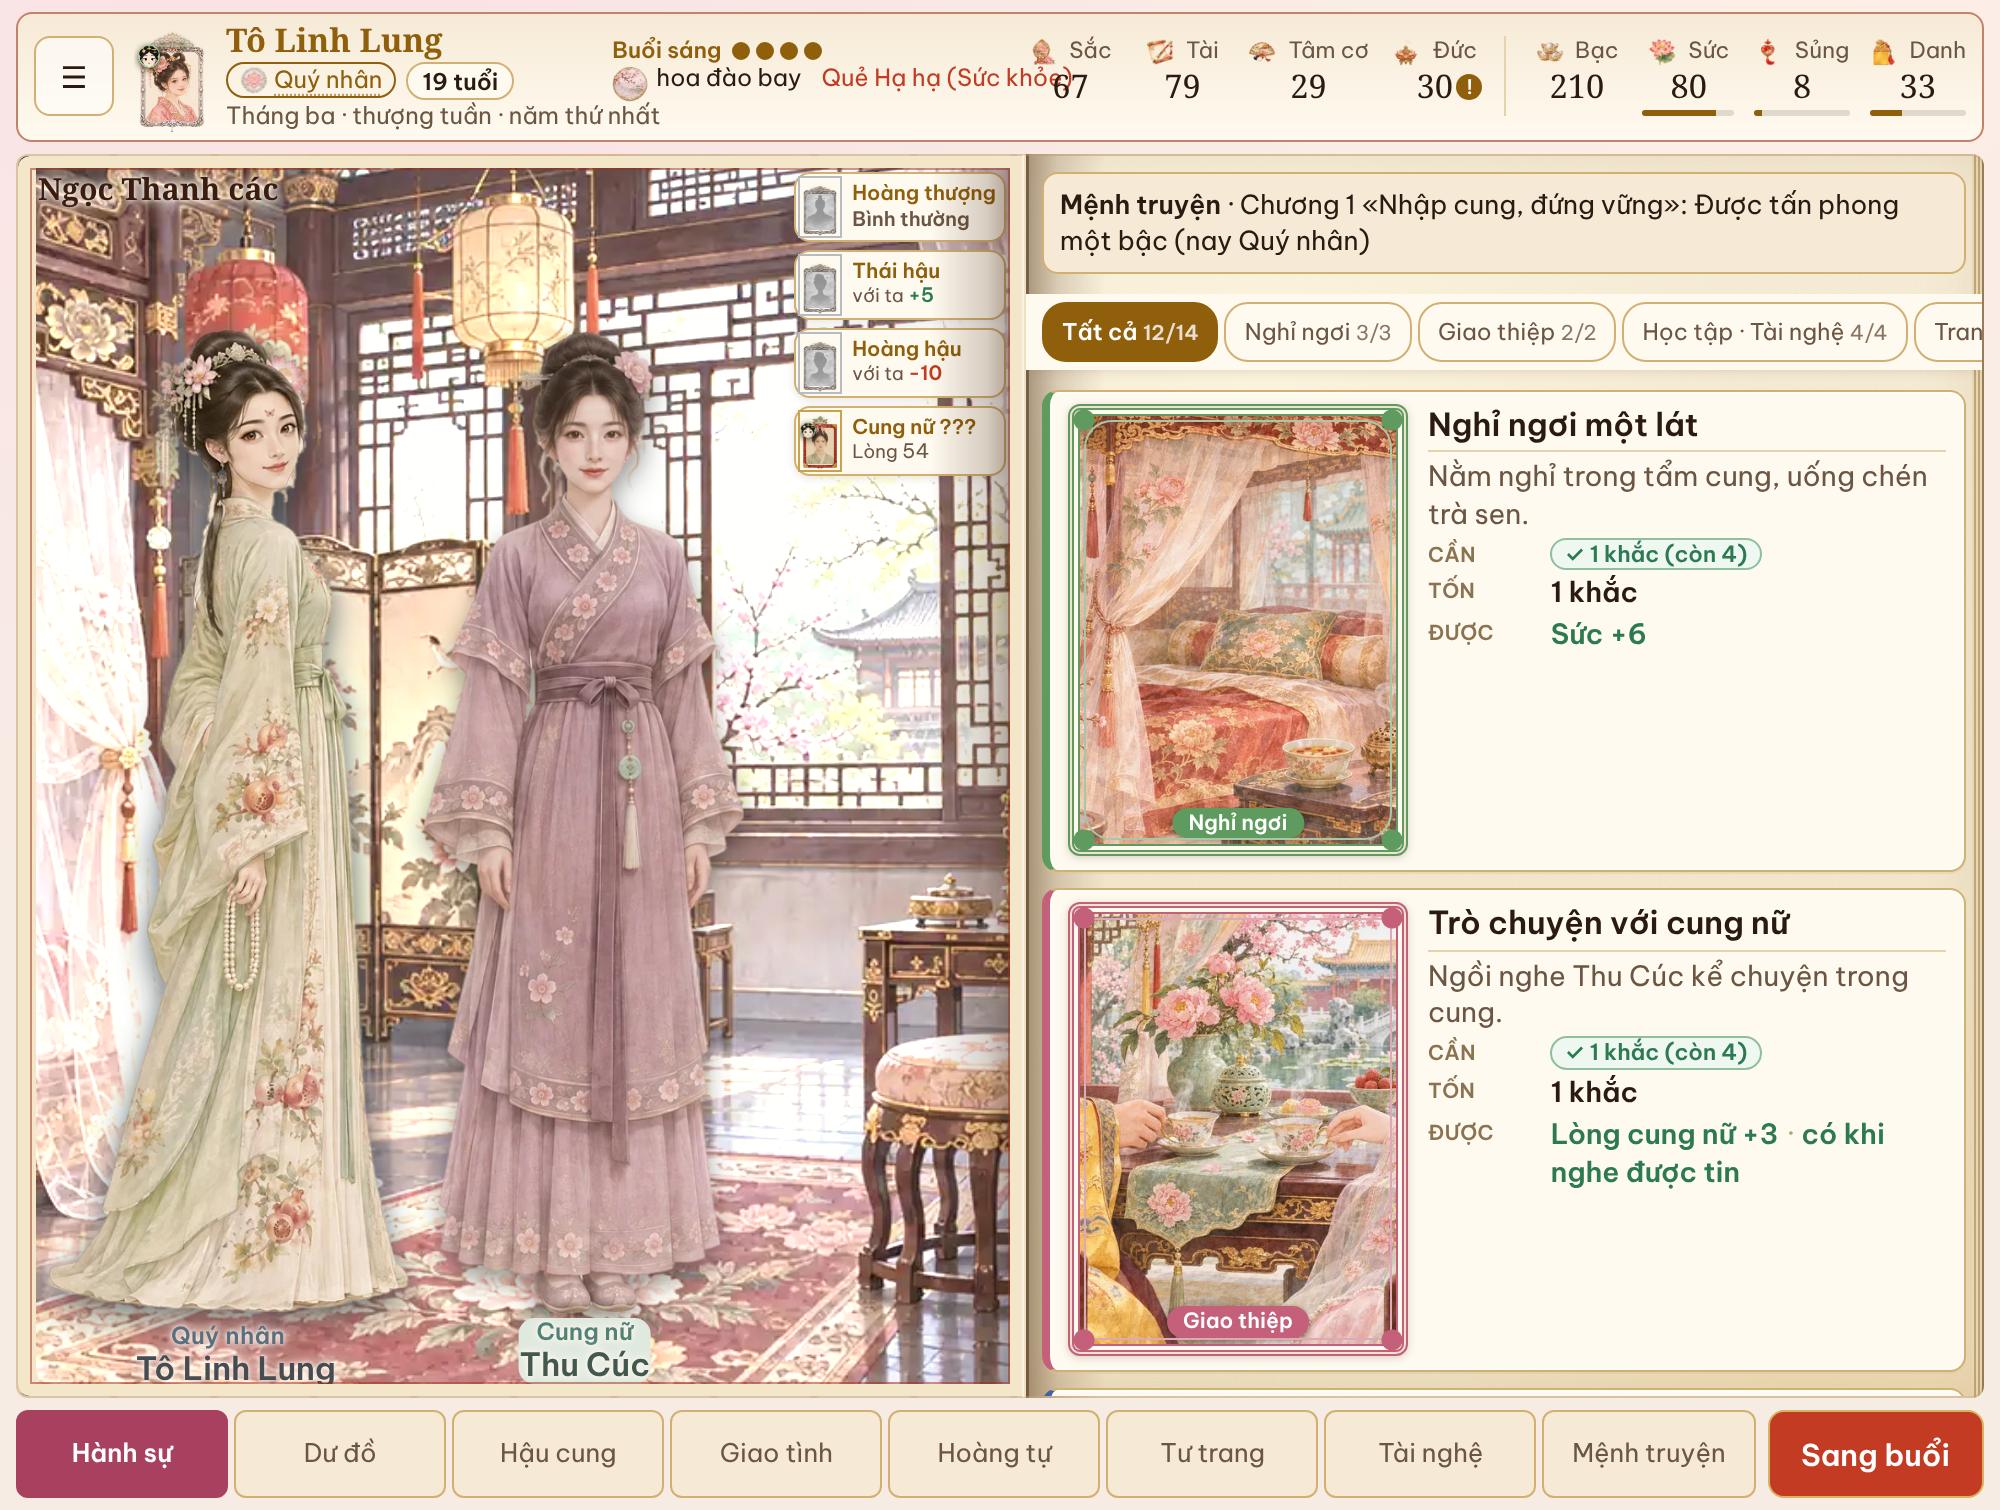 ☰
Tô Linh Lung
Quý nhân
19 tuổi
Tháng ba · thượng tuần · năm thứ nhất
Buổi sáng
hoa đào bay
Quẻ Hạ hạ (Sức khỏe)
Sắc
67
Tài
79
Tâm cơ
29
Đức
30 !
Bạc
210
Sức
80
Sủng
8
Danh
33
Ngọc Thanh các
Hoàng thượng
Bình thường
Thái hậu
với ta +5
Hoàng hậu
với ta -10
Cung nữ ???
Lòng 54
Quý nhân
Tô Linh Lung
Cung nữ
Thu Cúc
Mệnh truyện · Chương 1 «Nhập cung, đứng vững»: Được tấn phong
một bậc (nay Quý nhân)
Tất cả 12/14
Nghỉ ngơi 3/3
Giao thiệp 2/2
Học tập · Tài nghệ 4/4
Tran
Nghỉ ngơi
Nghỉ ngơi một lát
Nằm nghỉ trong tẩm cung, uống chén
trà sen.
CẦN ✓ 1 khắc (còn 4)
TỐN 1 khắc
ĐƯỢC Sức +6
Giao thiệp
Trò chuyện với cung nữ
Ngồi nghe Thu Cúc kể chuyện trong
cung.
CẦN ✓ 1 khắc (còn 4)
TỐN 1 khắc
ĐƯỢC Lòng cung nữ +3 · có khi
nghe được tin
Hành sự
Dư đồ
Hậu cung
Giao tình
Hoàng tự
Tư trang
Tài nghệ
Mệnh truyện
Sang buổi